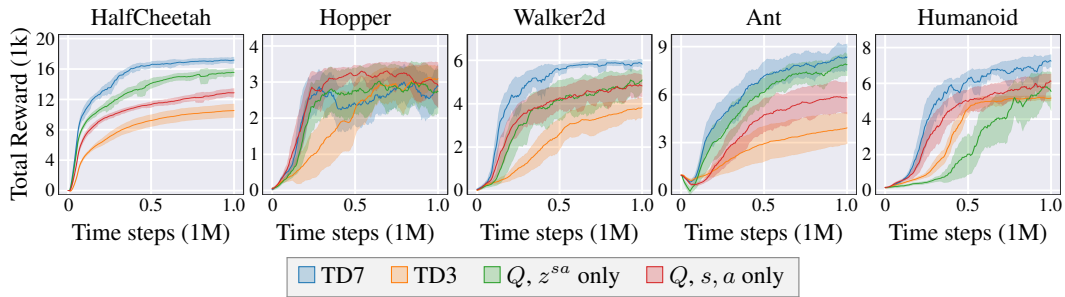 HalfCheetah Hopper Walker2d Ant Humanoid
Total Reward (1k)
20
16
12
8
4
0
0 0.5 1.0
4
3
2
1
0
0 0.5 1.0
6
4
2
0
0 0.5 1.0
9
6
3
0
0 0.5 1.0
8
6
4
2
0
0 0.5 1.0
Time steps (1M) Time steps (1M) Time steps (1M) Time steps (1M) Time steps (1M)
TD7 TD3 Q, z^{sa} only Q, s, a only